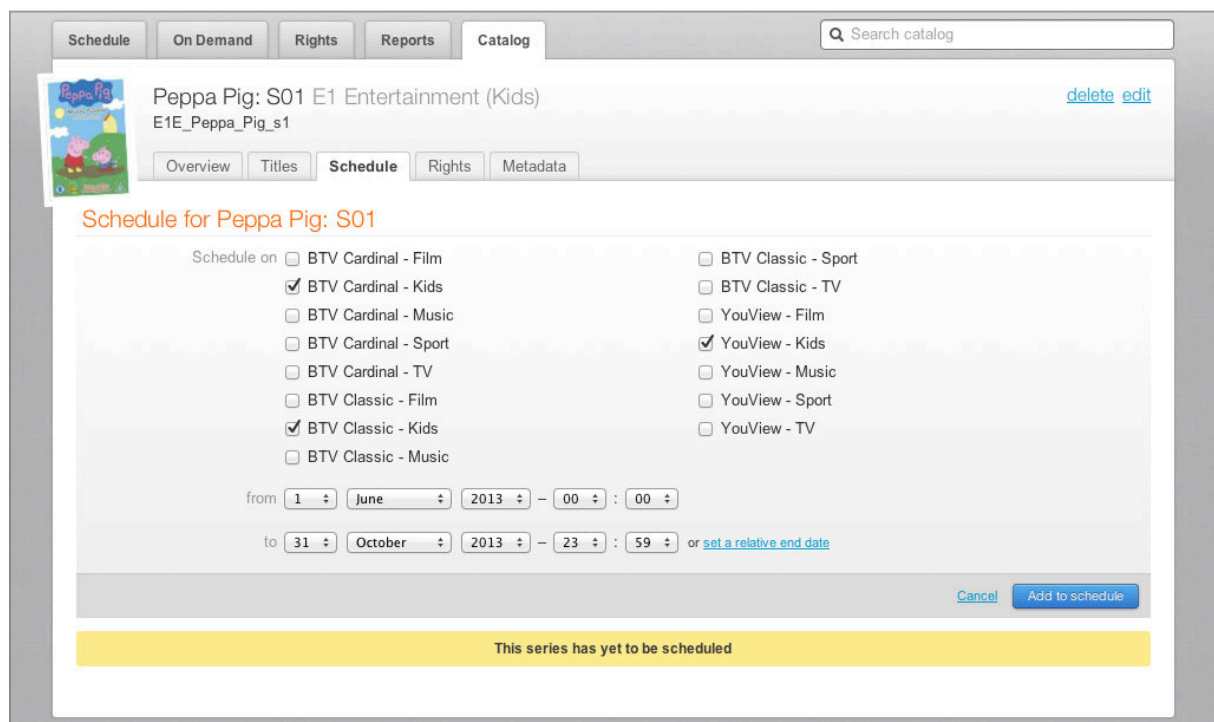 Schedule On Demand Rights Reports Catalog Search catalog
Peppa Pig
Peppa Pig: S01 E1 Entertainment (Kids) delete edit
E1E_Peppa_Pig_s1
Overview Titles Schedule Rights Metadata
Schedule for Peppa Pig: S01
Schedule on BTV Cardinal - Film BTV Classic - Sport
BTV Cardinal - Kids BTV Classic - TV
BTV Cardinal - Music YouView - Film
BTV Cardinal - Sport YouView - Kids
BTV Cardinal - TV YouView - Music
BTV Classic - Film YouView - Sport
BTV Classic - Kids YouView - TV
BTV Classic - Music
from 1 June 2013 – 00 : 00
to 31 October 2013 – 23 : 59 or set a relative end date
Cancel Add to schedule
This series has yet to be scheduled